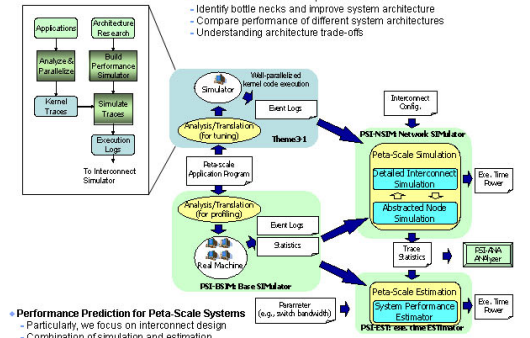 - Identify bottle necks and improve system architecture
- Compare performance of different system architectures
- Understanding architecture trade-offs
Applications
Architecture
Research
Analyze &
Parallelize
Build
Performance
Simulator
Kernel
Traces
Simulate
Traces
Execution
Logs
To Interconnect
Simulator
Simulator
Well-parallelized
kernel code execution
Event Logs
Analysis/Translation
(for tuning)
Theme3-1
Peta-scale
Application Program
Analysis/Translation
(for profiling)
Event Logs
Statistics
Real Machine
PSI-BSIM: Base SIMulator
Interconnect
Config.
PSI-NSIM: Network SIMulator
Peta-Scale Simulation
Detailed Interconnect
Simulation
Abstracted Node
Simulation
Exe. Time
Power
Trace
Statistics
PSI-ANA
ANAlyzer
Peta-Scale Estimation
System Performance
Estimator
Exe. Time
Power
Parameter
(e.g., switch bandwidth)
PSI-EST: exe. time ESTimator
Performance Prediction for Peta-Scale Systems
- Particularly, we focus on interconnect design
- Combination of simulation and estimation